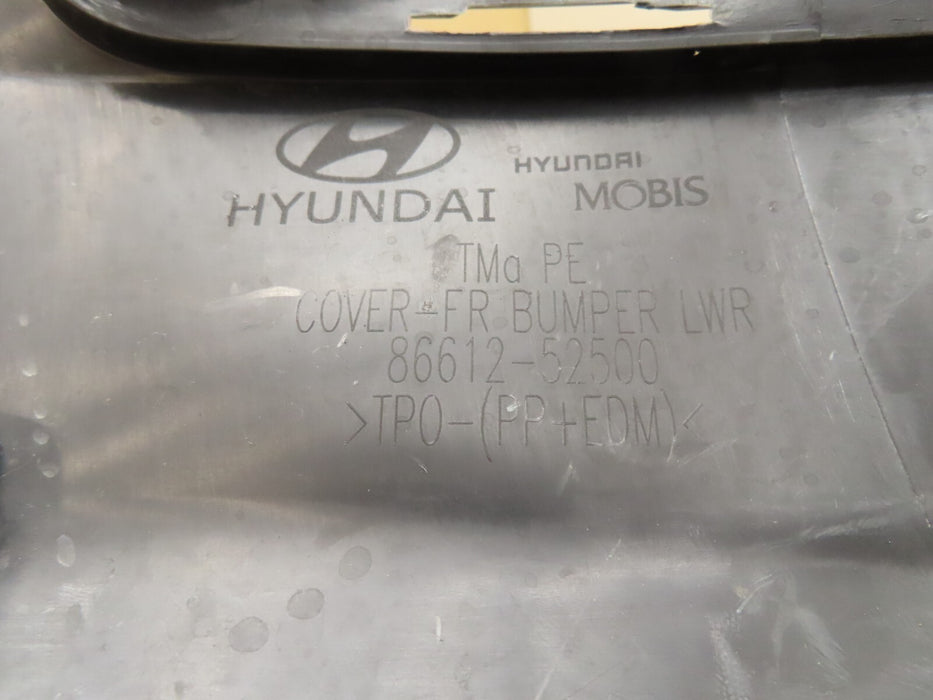 HYUNDAI
HYUNDAI
MOBIS
TMa PE
COVER-FR BUMPER LWR
86612-S2500
>TPO-(PP+EDM)<